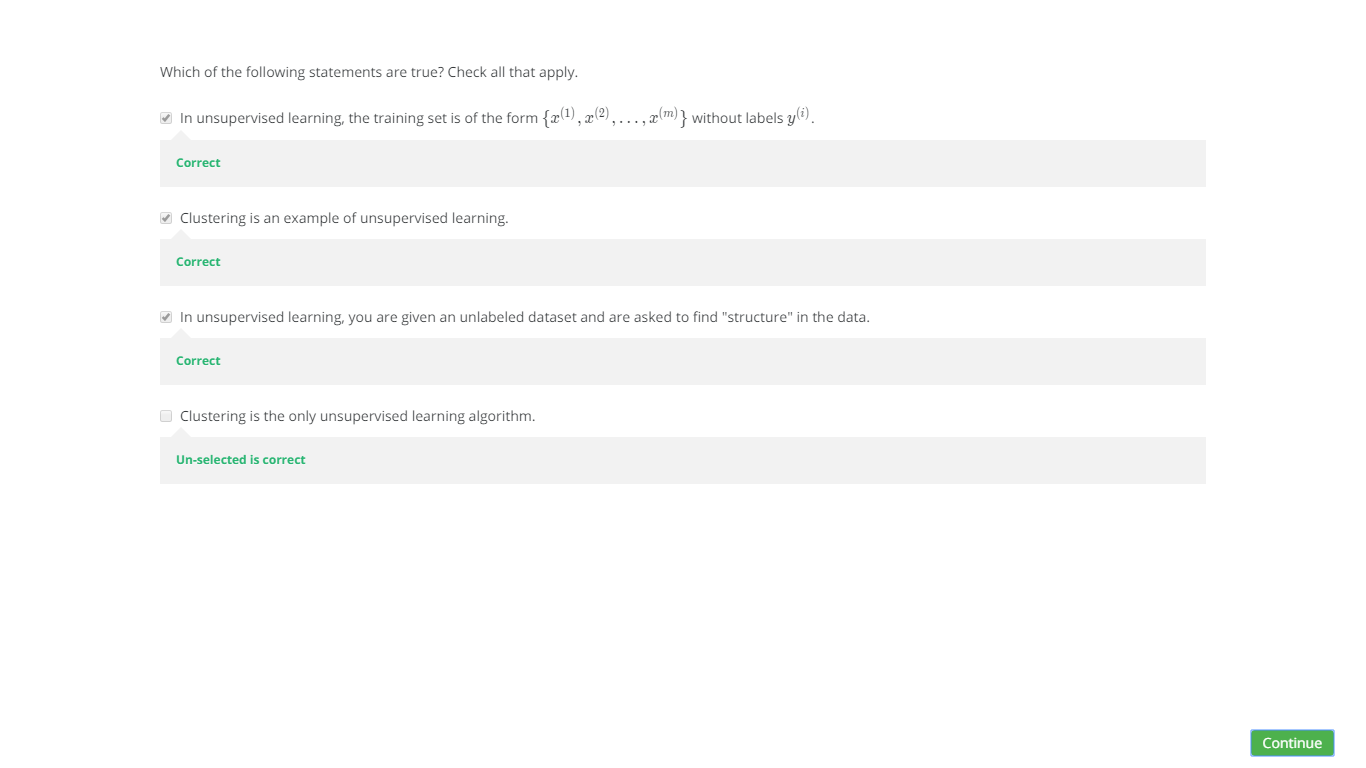 Which of the following statements are true? Check all that apply.
In unsupervised learning, the training set is of the form {x⁽¹⁾, x⁽²⁾, . . . , x⁽ᵐ⁾} without labels y⁽ⁱ⁾.
Correct
Clustering is an example of unsupervised learning.
Correct
In unsupervised learning, you are given an unlabeled dataset and are asked to find "structure" in the data.
Correct
Clustering is the only unsupervised learning algorithm.
Un-selected is correct
Continue